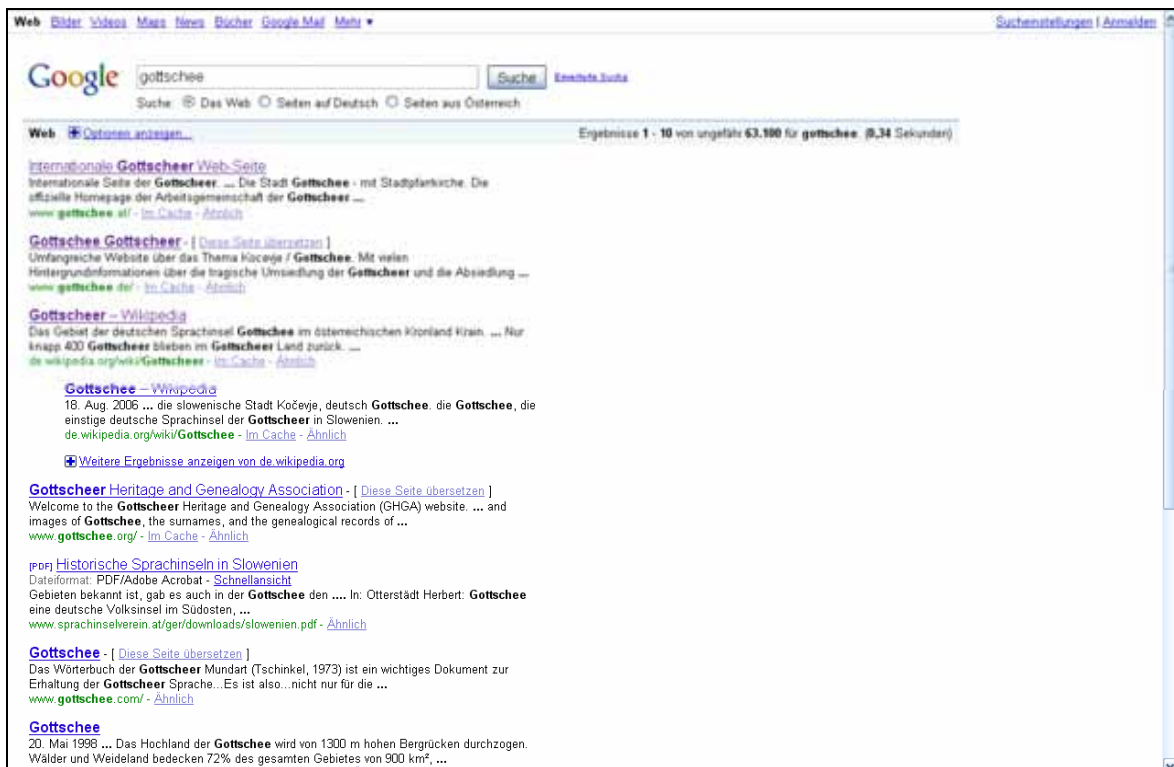 Web Bilder Videos Maps News Bücher Google Mail Mehr ▼
Sucheinstellungen | Anmelden
Google gottschee Suche Erweiterte Suche
Suche: Das Web Seiten auf Deutsch Seiten aus Österreich
Web Optionen anzeigen... Ergebnisse 1 - 10 von ungefähr 63.100 für gottschee. (0,34 Sekunden)
Internationale Gottscheer Web-Seite
Internationale Seite der Gottscheer. ... Die Stadt Gottschee - mit Stadtpfarrkirche. Die
offizielle Homepage der Arbeitsgemeinschaft der Gottscheer ...
www.gottschee.at/ - Im Cache - Ähnlich
Gottschee Gottscheer - [ Diese Seite übersetzen ]
Umfangreiche Website über das Thema Kocevje / Gottschee. Mit vielen
Hintergrundinformationen über die tragische Umsiedlung der Gottscheer und die Absiedlung ...
www.gottschee.de/ - Im Cache - Ähnlich
Gottscheer – Wikipedia
Das Gebiet der deutschen Sprachinsel Gottschee im österreichischen Kronland Krain. ... Nur
knapp 400 Gottscheer blieben im Gottscheer Land zurück. ...
de.wikipedia.org/wiki/Gottscheer - Im Cache - Ähnlich
Gottschee – Wikipedia
18. Aug. 2006 ... die slowenische Stadt Kočevje, deutsch Gottschee. die Gottschee, die
einstige deutsche Sprachinsel der Gottscheer in Slowenien. ...
de.wikipedia.org/wiki/Gottschee - Im Cache - Ähnlich
Weitere Ergebnisse anzeigen von de.wikipedia.org
Gottscheer Heritage and Genealogy Association - [ Diese Seite übersetzen ]
Welcome to the Gottscheer Heritage and Genealogy Association (GHGA) website. ... and
images of Gottschee, the surnames, and the genealogical records of ...
www.gottschee.org/ - Im Cache - Ähnlich
[PDF] Historische Sprachinseln in Slowenien
Dateiformat: PDF/Adobe Acrobat - Schnellansicht
Gebieten bekannt ist, gab es auch in der Gottschee den .... In: Otterstädt Herbert: Gottschee
eine deutsche Volksinsel im Südosten, ...
www.sprachinselverein.at/ger/downloads/slowenien.pdf - Ähnlich
Gottschee - [ Diese Seite übersetzen ]
Das Wörterbuch der Gottscheer Mundart (Tschinkel, 1973) ist ein wichtiges Dokument zur
Erhaltung der Gottscheer Sprache...Es ist also...nicht nur für die ...
www.gottschee.com/ - Ähnlich
Gottschee
20. Mai 1998 ... Das Hochland der Gottschee wird von 1300 m hohen Bergrücken durchzogen.
Wälder und Weideland bedecken 72% des gesamten Gebietes von 900 km², ...